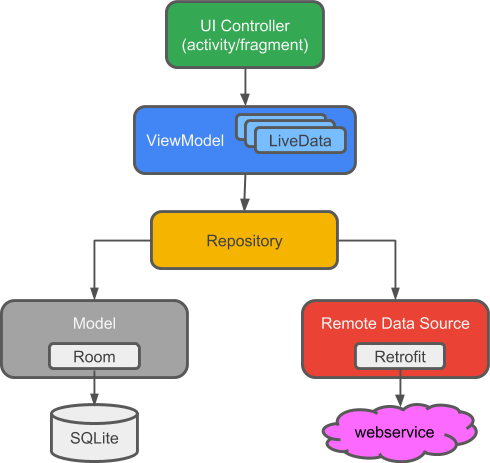 UI Controller
(activity/fragment)
ViewModel
LiveData
Repository
Model
Room
SQLite
Remote Data Source
Retrofit
webservice